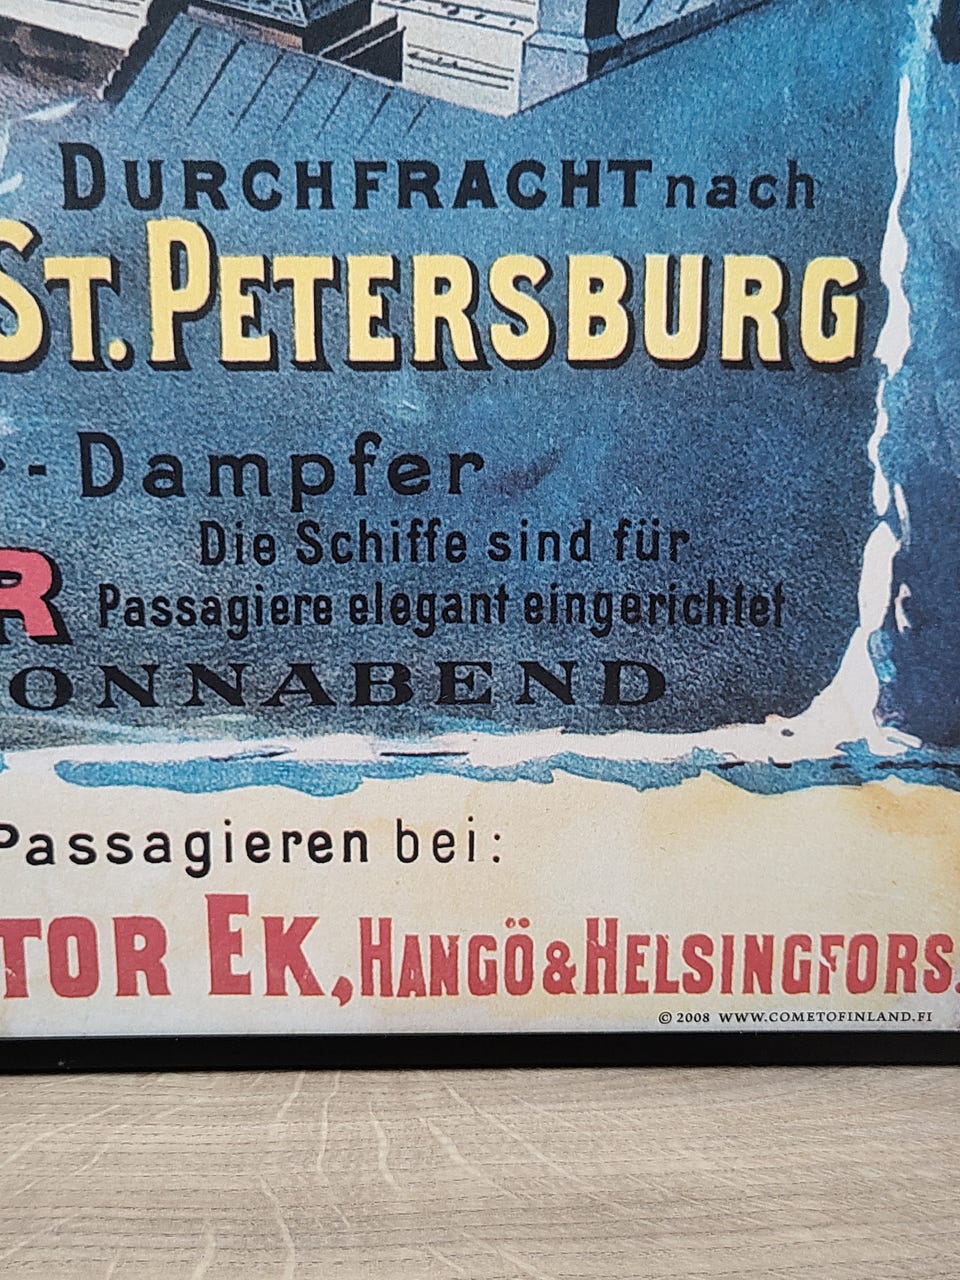 DURCHFRACHT nach
ST. PETERSBURG
- Dampfer
Die Schiffe sind für
R Passagiere elegant eingerichtet
ONNABEND
Passagieren bei:
TOR EK, HANGÖ & HELSINGFORS.
© 2008 WWW.COMETOFINLAND.FI